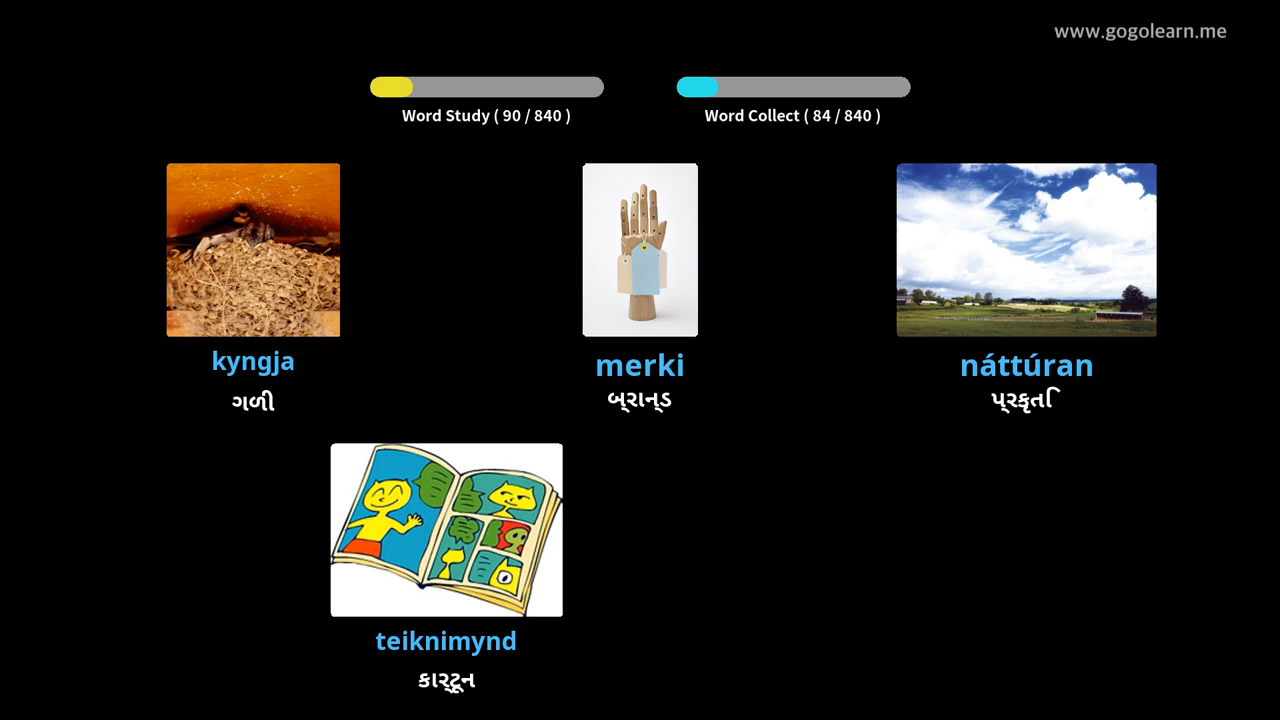 www.gogolearn.me
Word Study ( 90 / 840 )
Word Collect ( 84 / 840 )
kyngja
ગળી
merki
બ્રાન્ડ
náttúran
પ્રકૃતિ
teiknimynd
કાર્ટૂન